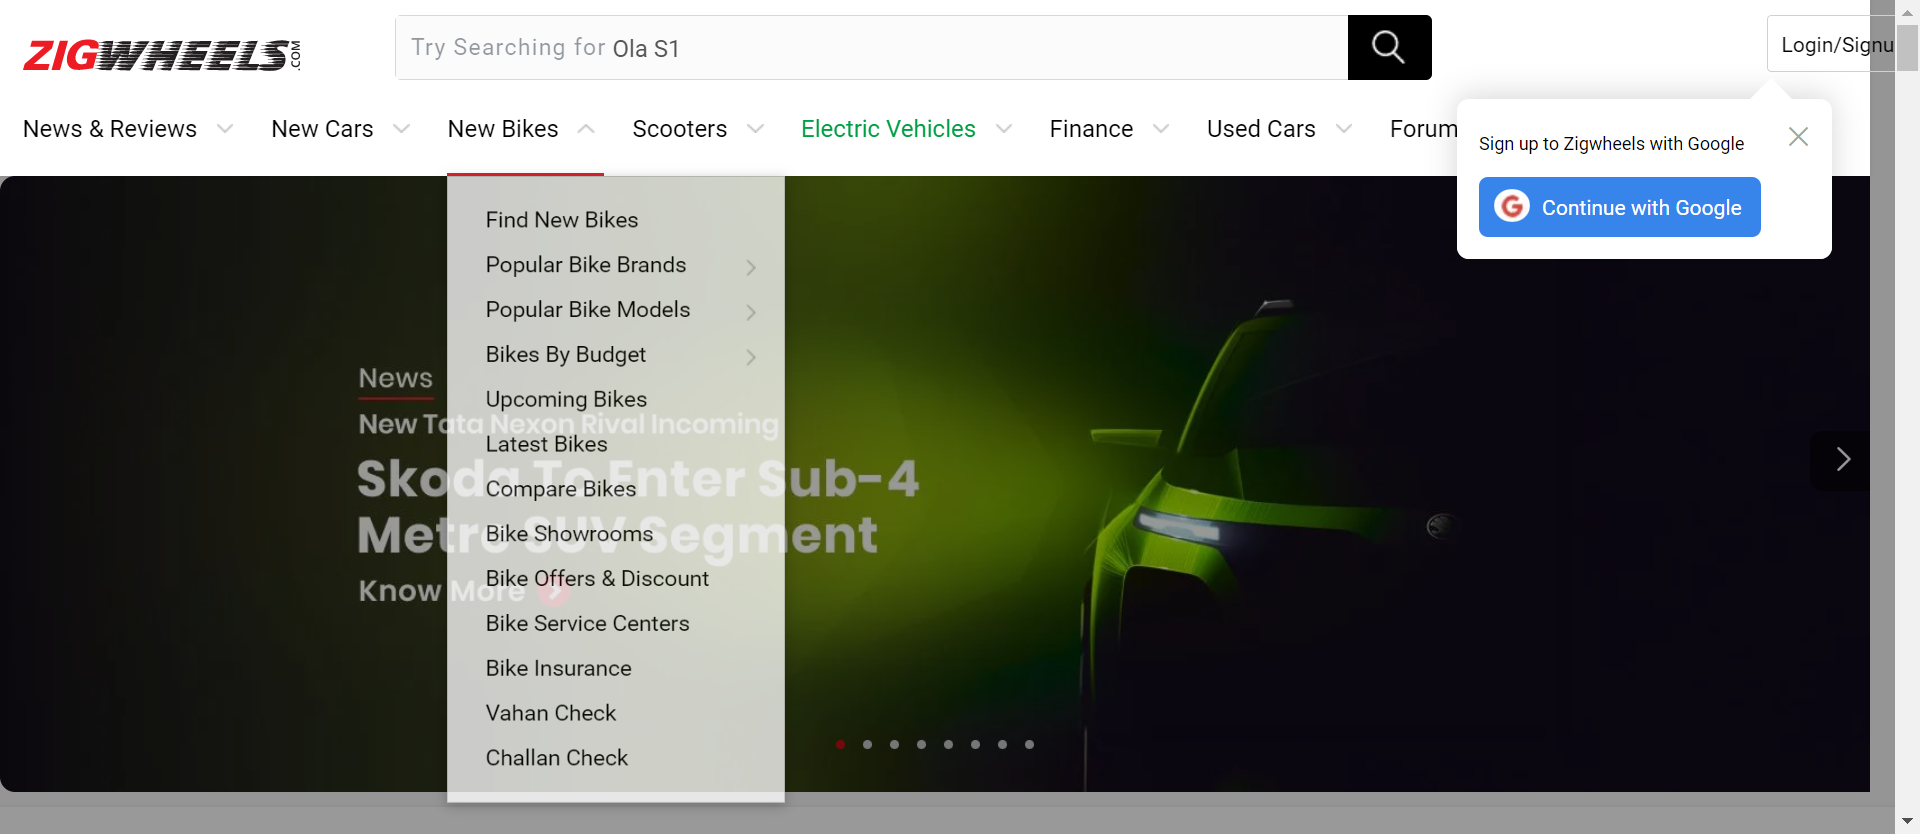 ZIGWHEELS.COM
Try Searching for Ola S1
Login/Signu
News & Reviews
New Cars
New Bikes
Scooters
Electric Vehicles
Finance
Used Cars
Forum
Sign up to Zigwheels with Google
G Continue with Google
Find New Bikes
Popular Bike Brands
Popular Bike Models
Bikes By Budget
Upcoming Bikes
Latest Bikes
Compare Bikes
Bike Showrooms
Bike Offers & Discount
Bike Service Centers
Bike Insurance
Vahan Check
Challan Check
News
New Tata Nexon Rival Incoming
Skoda To Enter Sub-4
Metre SUV Segment
Know More